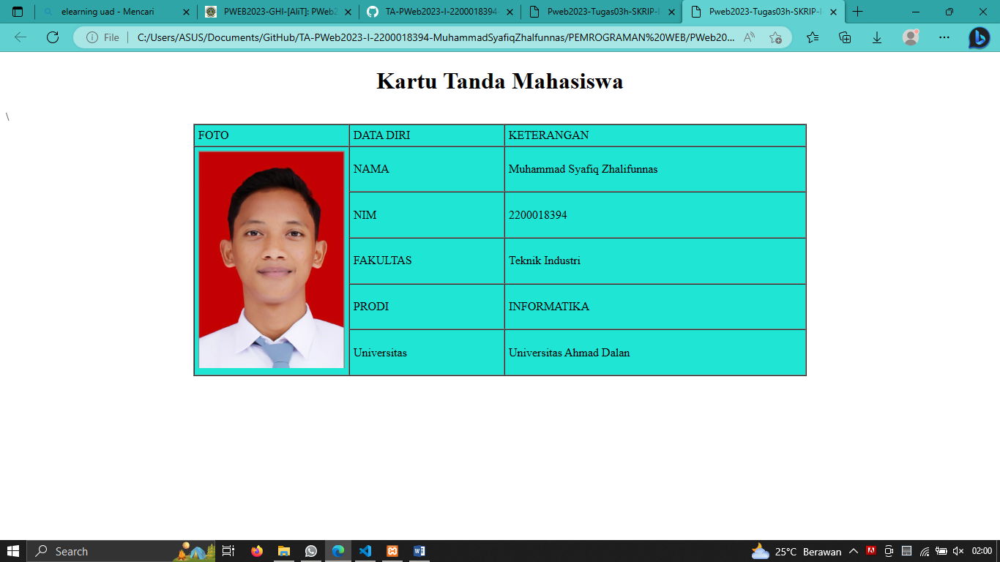 elearning uad - Mencari
PWEB2023-GHI-[AliT]: PWeb2
TA-PWeb2023-I-2200018394-
Pweb2023-Tugas03h-SKRIP-
Pweb2023-Tugas03h-SKRIP-
File
C:/Users/ASUS/Documents/GitHub/TA-PWeb2023-I-2200018394-MuhammadSyafiqZhalfunnas/PEMROGRAMAN%20WEB/PWeb20...
Kartu Tanda Mahasiswa
\
FOTO DATA DIRI KETERANGAN
NAMA Muhammad Syafiq Zhalifunnas
NIM 2200018394
FAKULTAS Teknik Industri
PRODI INFORMATIKA
Universitas Universitas Ahmad Dalan
Search
25°C Berawan
02:00